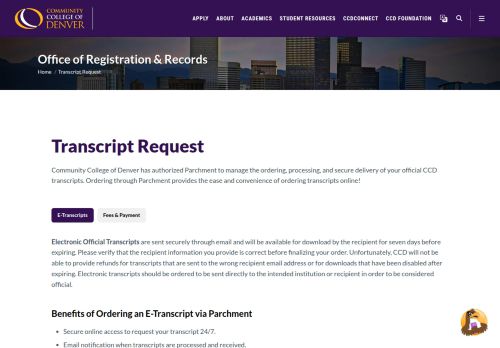 COMMUNITY
COLLEGE OF
DENVER
APPLY ABOUT ACADEMICS STUDENT RESOURCES CCDCONNECT CCD FOUNDATION
Office of Registration & Records
Home / Transcript Request
Transcript Request
Community College of Denver has authorized Parchment to manage the ordering, processing, and secure delivery of your official CCD
transcripts. Ordering through Parchment provides the ease and convenience of ordering transcripts online!
E-Transcripts Fees & Payment
Electronic Official Transcripts are sent securely through email and will be available for download by the recipient for seven days before
expiring. Please verify that the recipient information you provide is correct before finalizing your order. Unfortunately, CCD will not be
able to provide refunds for transcripts that are sent to the wrong recipient email address or for downloads that have been disabled after
expiring. Electronic transcripts should be ordered to be sent directly to the intended institution or recipient in order to be considered
official.
Benefits of Ordering an E-Transcript via Parchment
• Secure online access to request your transcript 24/7.
• Email notification when transcripts are processed and received.